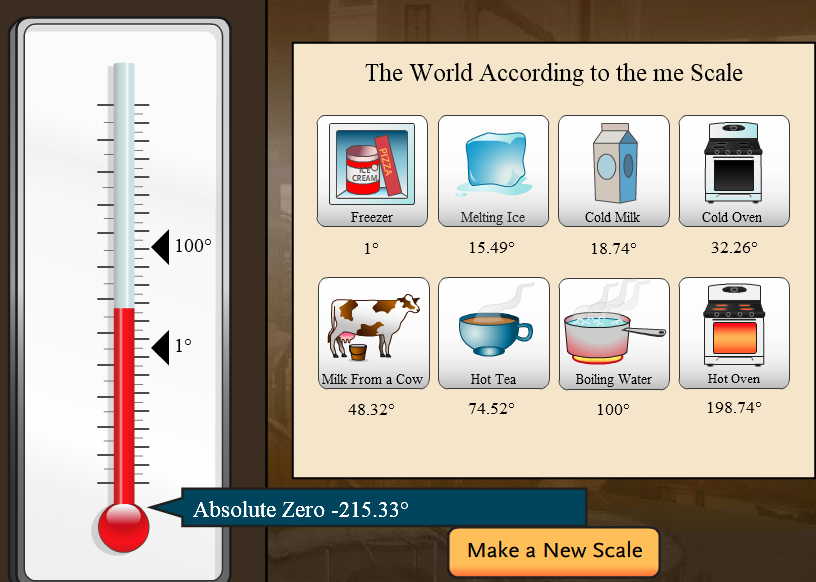 The World According to the me Scale
ICE
CREAM
PIZZA
Freezer
Melting Ice
Cold Milk
Cold Oven
1°
15.49°
18.74°
32.26°
100°
1°
Milk From a Cow
Hot Tea
Boiling Water
Hot Oven
48.32°
74.52°
100°
198.74°
Absolute Zero -215.33°
Make a New Scale